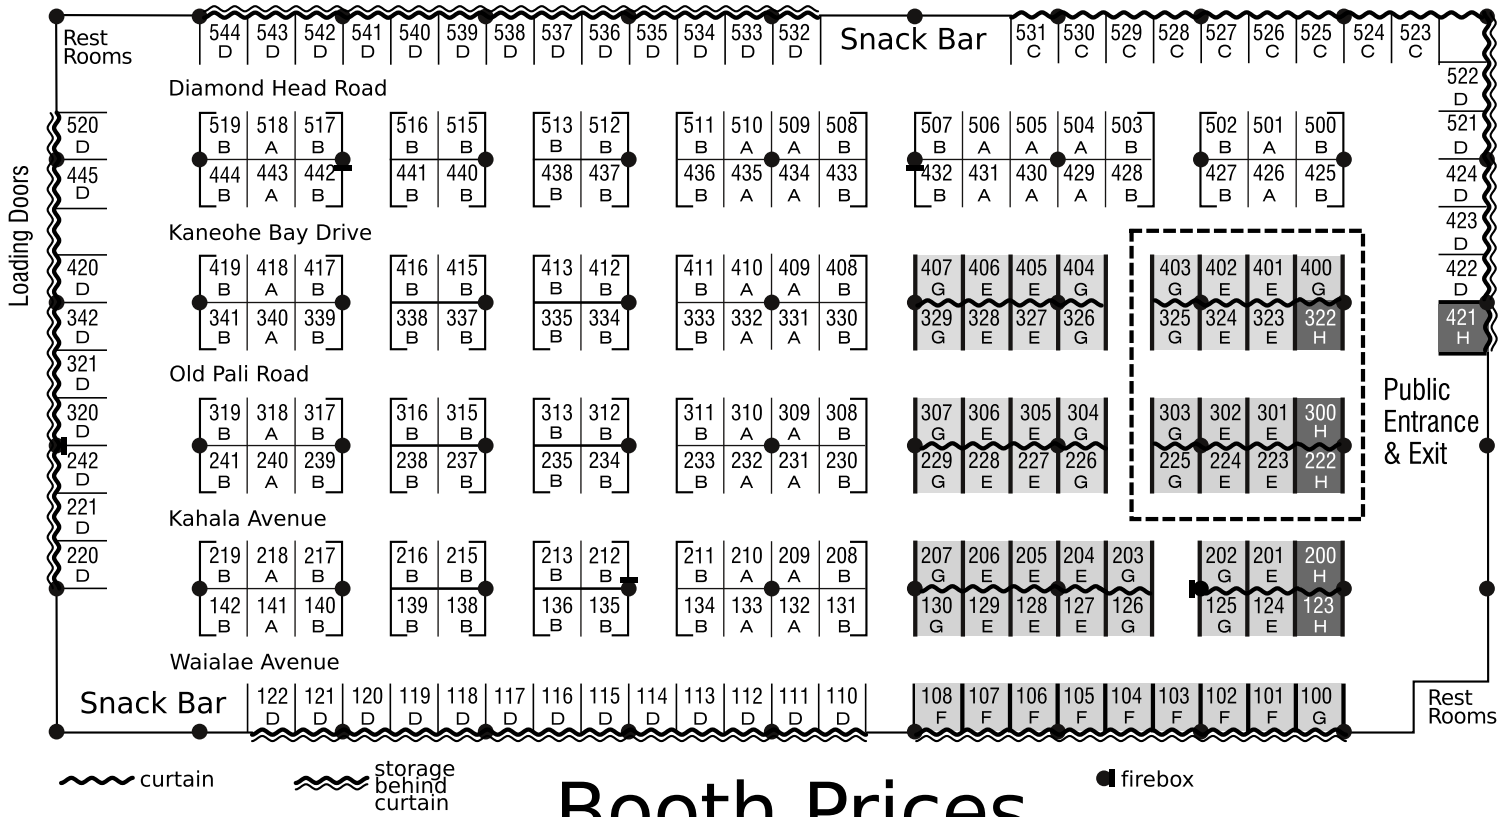 Rest
Rooms
544 543 542 541 540 539 538 537 536 535 534 533 532
D D D D D D D D D D D D D
Snack Bar
531 530 529 528 527 526 525 524 523
C C C C C C C C C
522
D
Diamond Head Road
520
D
519 518 517 516 515 513 512 511 510 509 508 507 506 505 504 503 502 501 500
B A B B B B B B A A B B A A A B B A B
521
D
445
D
444 443 442 441 440 438 437 436 435 434 433 432 431 430 429 428 427 426 425
B A B B B B B B A A B B A A A B B A B
424
D
Loading Doors
Kaneohe Bay Drive
423
D
420
D
419 418 417 416 415 413 412 411 410 409 408 407 406 405 404 403 402 401 400
B A B B B B B B A A B G E E G G E E G
422
D
342
D
341 340 339 338 337 335 334 333 332 331 330 329 328 327 326 325 324 323 322
B A B B B B B B A A B G E E G G E E H
421
H
321
D
Old Pali Road
Public
Entrance
& Exit
320
D
319 318 317 316 315 313 312 311 310 309 308 307 306 305 304 303 302 301 300
B A B B B B B B A A B G E E G G E E H
242
D
241 240 239 238 237 235 234 233 232 231 230 229 228 227 226 225 224 223 222
B A B B B B B B A A B G E E G G E E H
221
D
Kahala Avenue
220
D
219 218 217 216 215 213 212 211 210 209 208 207 206 205 204 203 202 201 200
B A B B B B B B A A B G E E E G G E H
142 141 140 139 138 136 135 134 133 132 131 130 129 128 127 126 125 124 123
B A B B B B B B A A B G E E E G G E H
Waialae Avenue
Snack Bar
122 121 120 119 118 117 116 115 114 113 112 111 110
D D D D D D D D D D D D D
108 107 106 105 104 103 102 101 100
F F F F F F F F G
Rest
Rooms
curtain
storage
behind
curtain
firebox
Booth Prices